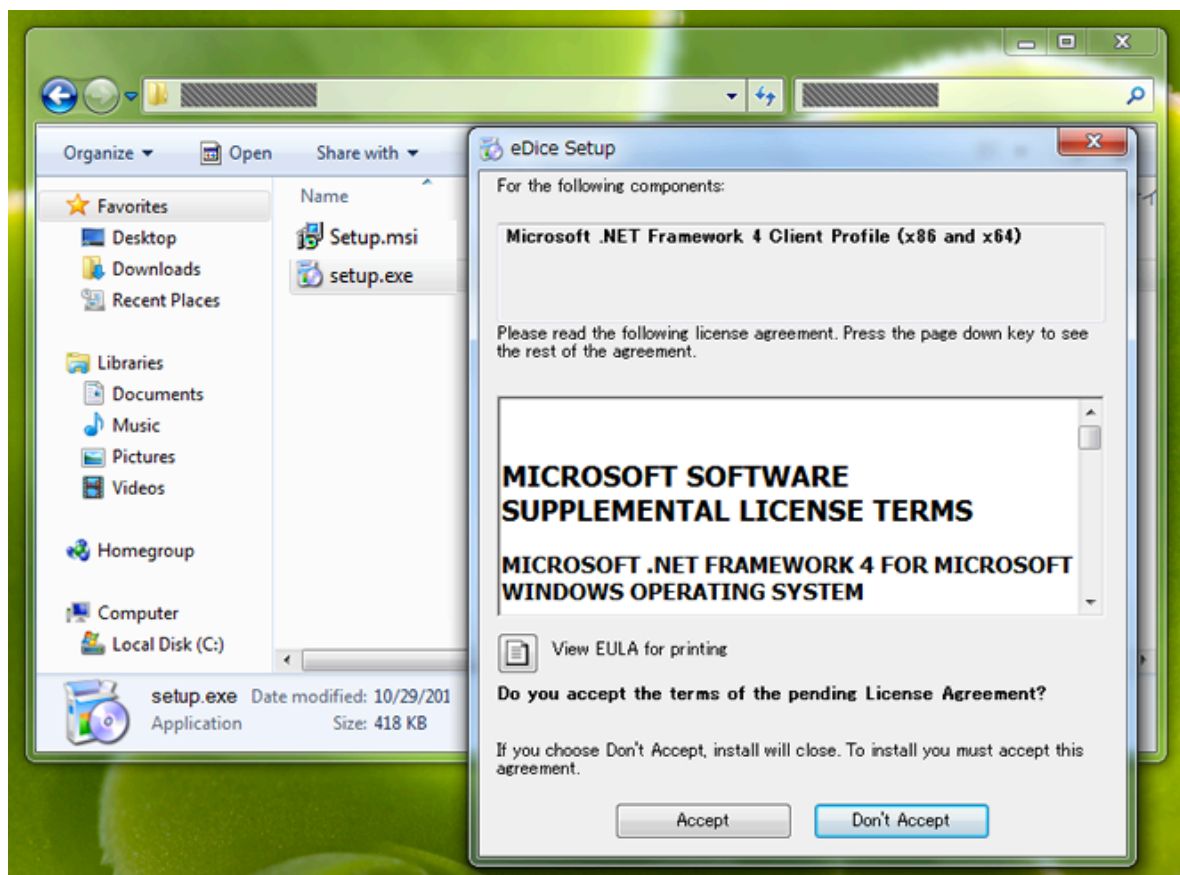 Organize
Open
Share with
Favorites
Desktop
Downloads
Recent Places
Libraries
Documents
Music
Pictures
Videos
Homegroup
Computer
Local Disk (C:)
Name
Setup.msi
setup.exe
setup.exe Date modified: 10/29/201
Application Size: 418 KB
eDice Setup
For the following components:
Microsoft .NET Framework 4 Client Profile (x86 and x64)
Please read the following license agreement. Press the page down key to see
the rest of the agreement.
MICROSOFT SOFTWARE
SUPPLEMENTAL LICENSE TERMS
MICROSOFT .NET FRAMEWORK 4 FOR MICROSOFT
WINDOWS OPERATING SYSTEM
View EULA for printing
Do you accept the terms of the pending License Agreement?
If you choose Don't Accept, install will close. To install you must accept this
agreement.
Accept
Don't Accept